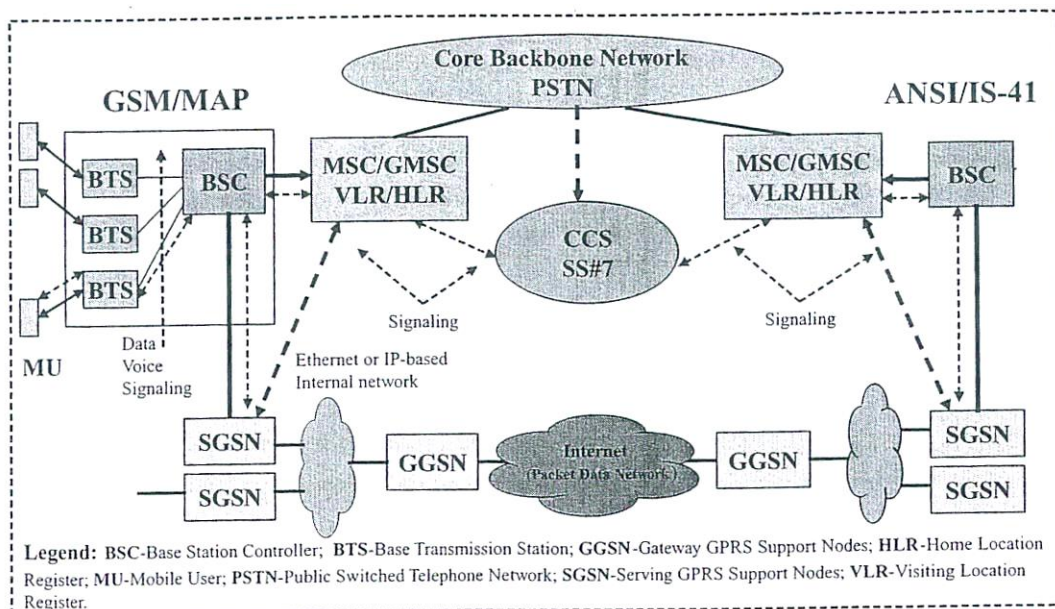 Core Backbone Network
PSTN
GSM/MAP
ANSI/IS-41
BTS
BSC
MSC/GMSC
VLR/HLR
MSC/GMSC
VLR/HLR
BSC
BTS
CCS
SS#7
BTS
Signaling
Signaling
MU
Data
Voice
Signaling
Ethernet or IP-based
Internal network
SGSN
GGSN
Internet
(Packet Data Network)
GGSN
SGSN
SGSN
SGSN
Legend: BSC-Base Station Controller; BTS-Base Transmission Station; GGSN-Gateway GPRS Support Nodes; HLR-Home Location
Register; MU-Mobile User; PSTN-Public Switched Telephone Network; SGSN-Serving GPRS Support Nodes; VLR-Visiting Location
Register.